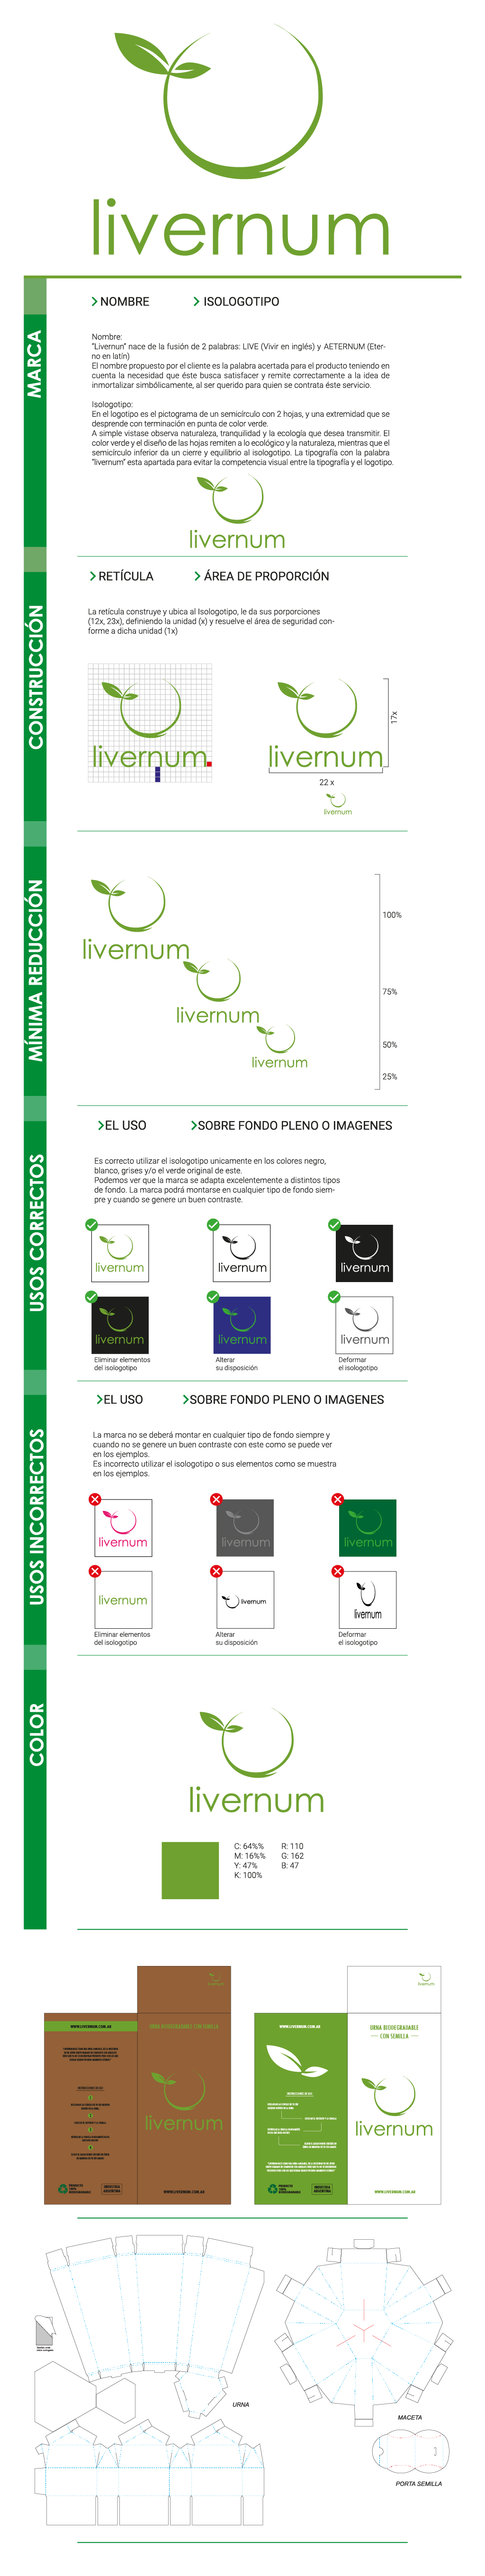 livernum
MARCA
NOMBRE
ISOLOGOTIPO
Nombre:
"Livernun" nace de la fusión de 2 palabras: LIVE (Vivir en inglés) y AETERNUM (Eter-
no en latín)
El nombre propuesto por el cliente es la palabra acertada para el producto teniendo en
cuenta la necesidad que éste busca satisfacer y remite correctamente a la idea de
inmortalizar simbólicamente, al ser querido para quien se contrata éste servicio.
Isologotipo:
En el logotipo es el pictograma de un semicírculo con 2 hojas, y una extremidad que se
desprende con terminación en punta de color verde.
A simple vistase observa naturaleza, tranquilidad y la ecología que desea transmitir. El
color verde y el diseño de las hojas remiten a lo ecológico y la naturaleza, mientras que el
semicírculo inferior da un cierre y equilibrio al isologotipo. La tipografía con la palabra
"livernum" esta apartada para evitar la competencia visual entre la tipografía y el logotipo.
livernum
CONSTRUCCIÓN
RETÍCULA
ÁREA DE PROPORCIÓN
La retícula construye y ubica al Isologotipo, le da sus porporciones
(12x, 23x), definiendo la unidad (x) y resuelve el área de seguridad con-
forme a dicha unidad (1x)
livernum
livernum
17x
22 x
livernum
MÍNIMA REDUCCIÓN
livernum
livernum
livernum
100%
75%
50%
25%
USOS CORRECTOS
EL USO
SOBRE FONDO PLENO O IMAGENES
Es correcto utilizar el isologotipo unicamente en los colores negro,
blanco, grises y/o el verde original de este.
Podemos ver que la marca se adapta excelentemente a distintos tipos
de fondo. La marca podrá montarse en cualquier tipo de fondo siem-
pre y cuando se genere un buen contraste.
livernum
livernum
livernum
livernum
livernum
livernum
Eliminar elementos
del isologotipo
Alterar
su disposición
Deformar
el isologotipo
USOS INCORRECTOS
EL USO
SOBRE FONDO PLENO O IMAGENES
La marca no se deberá montar en cualquier tipo de fondo siempre y
cuando no se genere un buen contraste con este como se puede ver
en los ejemplos.
Es incorrecto utilizar el isologotipo o sus elementos como se muestra
en los ejemplos.
livernum
livernum
livernum
livernum
livernum
livernum
Eliminar elementos
del isologotipo
Alterar
su disposición
Deformar
el isologotipo
COLOR
livernum
C: 64%%
M: 16%%
Y: 47%
K: 100%
R: 110
G: 162
B: 47
livernum
WWW.LIVERNUM.COM.AR
URNA BIODEGRADABLE CON SEMILLA
livernum
PRODUCTO
100%
BIODEGRADABLE
INDUSTRIA
ARGENTINA
WWW.LIVERNUM.COM.AR
livernum
WWW.LIVERNUM.COM.AR
URNA BIODEGRADABLE
CON SEMILLA
livernum
PRODUCTO
100%
BIODEGRADABLE
INDUSTRIA
ARGENTINA
WWW.LIVERNUM.COM.AR
URNA
MACETA
PORTA SEMILLA